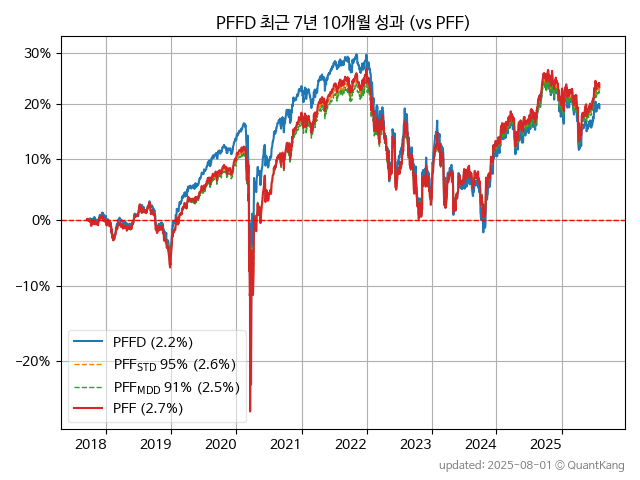 PFFD 최근 7년 10개월 성과 (vs PFF)
30%
20%
10%
0%
−10%
−20%
PFFD (2.2%)
PFF_STD 95% (2.6%)
PFF_MDD 91% (2.5%)
PFF (2.7%)
2018 2019 2020 2021 2022 2023 2024 2025
updated: 2025-08-01 © QuantKang